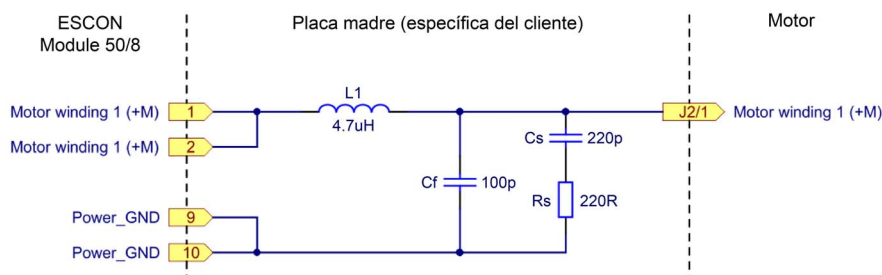 ESCON
Module 50/8
Placa madre (específica del cliente)
Motor
Motor winding 1 (+M)
1
L1
4.7uH
J2/1
Motor winding 1 (+M)
Motor winding 1 (+M)
2
Cs
220p
Cf
100p
Rs
220R
Power_GND
9
Power_GND
10